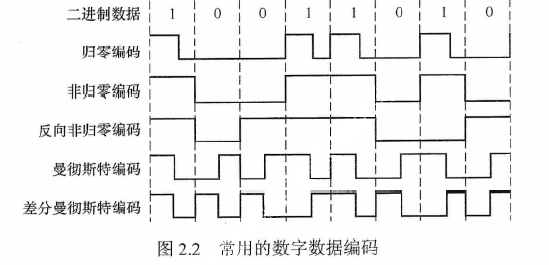 二进制数据 1 0 0 1 1 0 1 0
归零编码
非归零编码
反向非归零编码
曼彻斯特编码
差分曼彻斯特编码
图 2.2 常用的数字数据编码